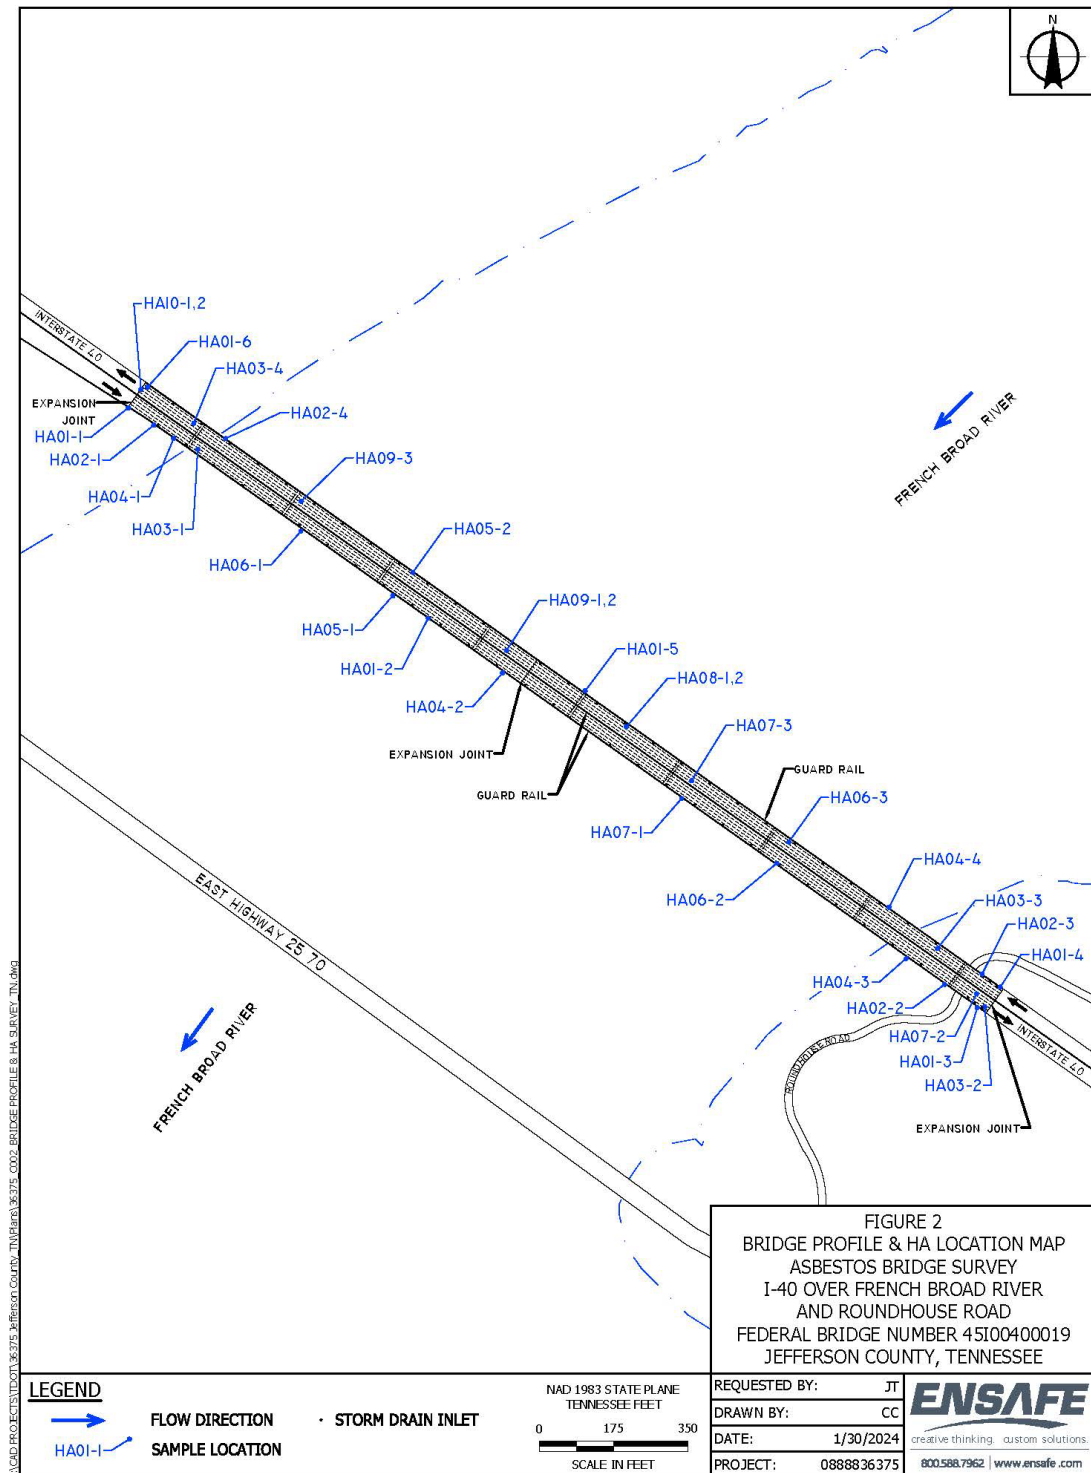 N
HA10-1,2
INTERSTATE 40
HA01-6
HA03-4
EXPANSION
JOINT
HA02-4
HA01-1
HA02-1
HA09-3
HA04-1
HA03-1
HA06-1
HA05-2
FRENCH BROAD RIVER
HA09-1,2
HA05-1
HA01-5
HA01-2
HA08-1,2
HA04-2
HA07-3
EXPANSION JOINT
GUARD RAIL
GUARD RAIL
HA06-3
HA07-1
HA04-4
EAST HIGHWAY 25 70
HA06-2
HA03-3
HA02-3
HA01-4
HA04-3
HA02-2
HA07-2
INTERSTATE 40
HA01-3
HA03-2
ROUNDHOUSE ROAD
FRENCH BROAD RIVER
EXPANSION JOINT
FIGURE 2
BRIDGE PROFILE & HA LOCATION MAP
ASBESTOS BRIDGE SURVEY
I-40 OVER FRENCH BROAD RIVER
AND ROUNDHOUSE ROAD
FEDERAL BRIDGE NUMBER 45I00400019
JEFFERSON COUNTY, TENNESSEE
LEGEND
FLOW DIRECTION
STORM DRAIN INLET
HA01-1
SAMPLE LOCATION
NAD 1983 STATE PLANE
TENNESSEE FEET
0 175 350
SCALE IN FEET
REQUESTED BY: JT
DRAWN BY: CC
DATE: 1/30/2024
PROJECT: 0888836375
ENSAFE
creative thinking. custom solutions.
800.588.7962 | www.ensafe.com